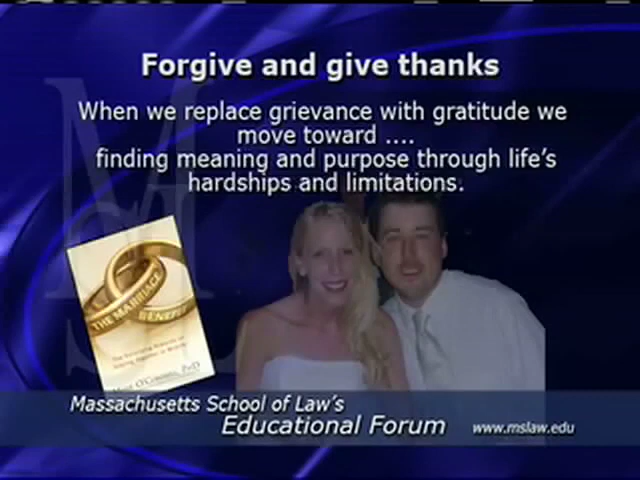 Forgive and give thanks
When we replace grievance with gratitude we
move toward ....
finding meaning and purpose through life's
hardships and limitations.
THE MARRIAGE
BENEFIT
Massachusetts School of Law's
Educational Forum
www.mslaw.edu